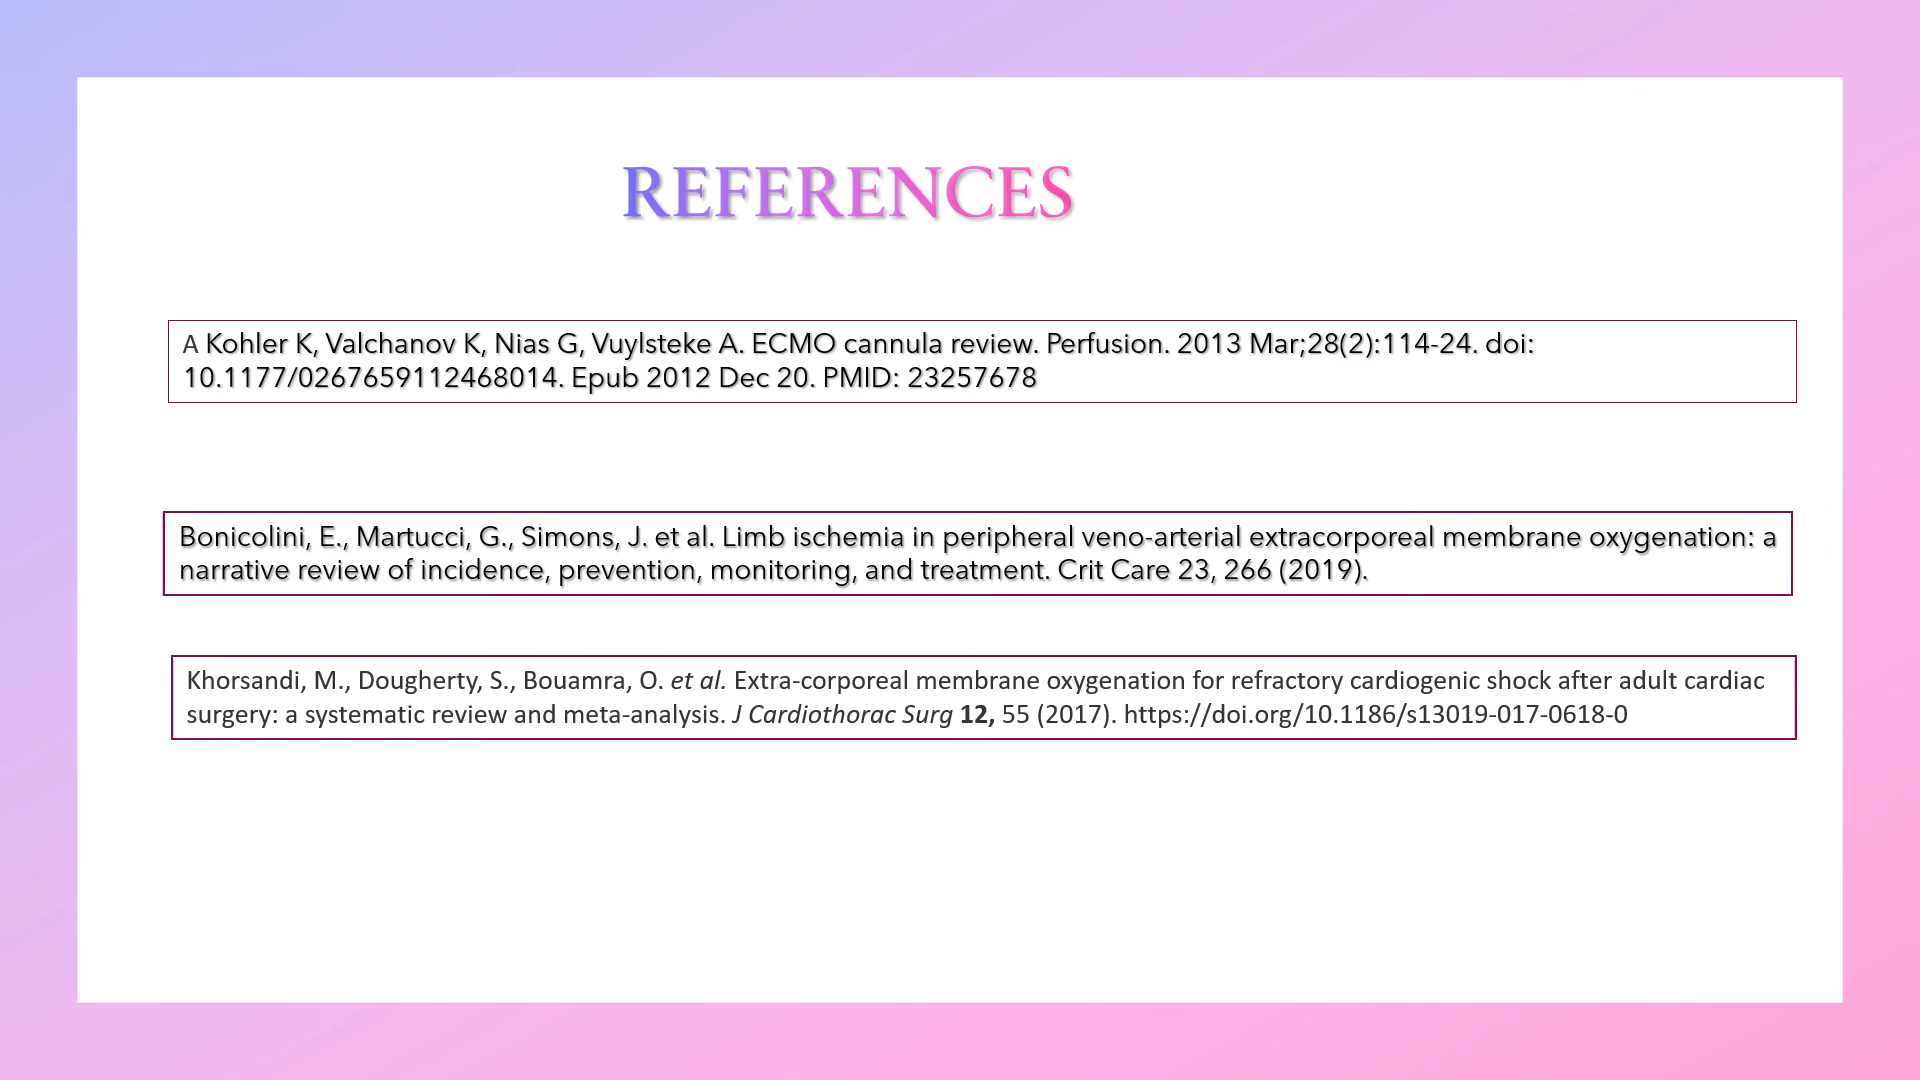 REFERENCES
A Kohler K, Valchanov K, Nias G, Vuylsteke A. ECMO cannula review. Perfusion. 2013 Mar;28(2):114-24. doi:
10.1177/0267659112468014. Epub 2012 Dec 20. PMID: 23257678
Bonicolini, E., Martucci, G., Simons, J. et al. Limb ischemia in peripheral veno-arterial extracorporeal membrane oxygenation: a
narrative review of incidence, prevention, monitoring, and treatment. Crit Care 23, 266 (2019).
Khorsandi, M., Dougherty, S., Bouamra, O. et al. Extra-corporeal membrane oxygenation for refractory cardiogenic shock after adult cardiac
surgery: a systematic review and meta-analysis. J Cardiothorac Surg 12, 55 (2017). https://doi.org/10.1186/s13019-017-0618-0